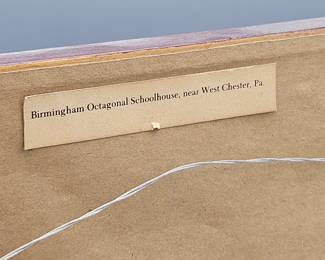 Birmingham Octagonal Schoolhouse, near West Chester, Pa.